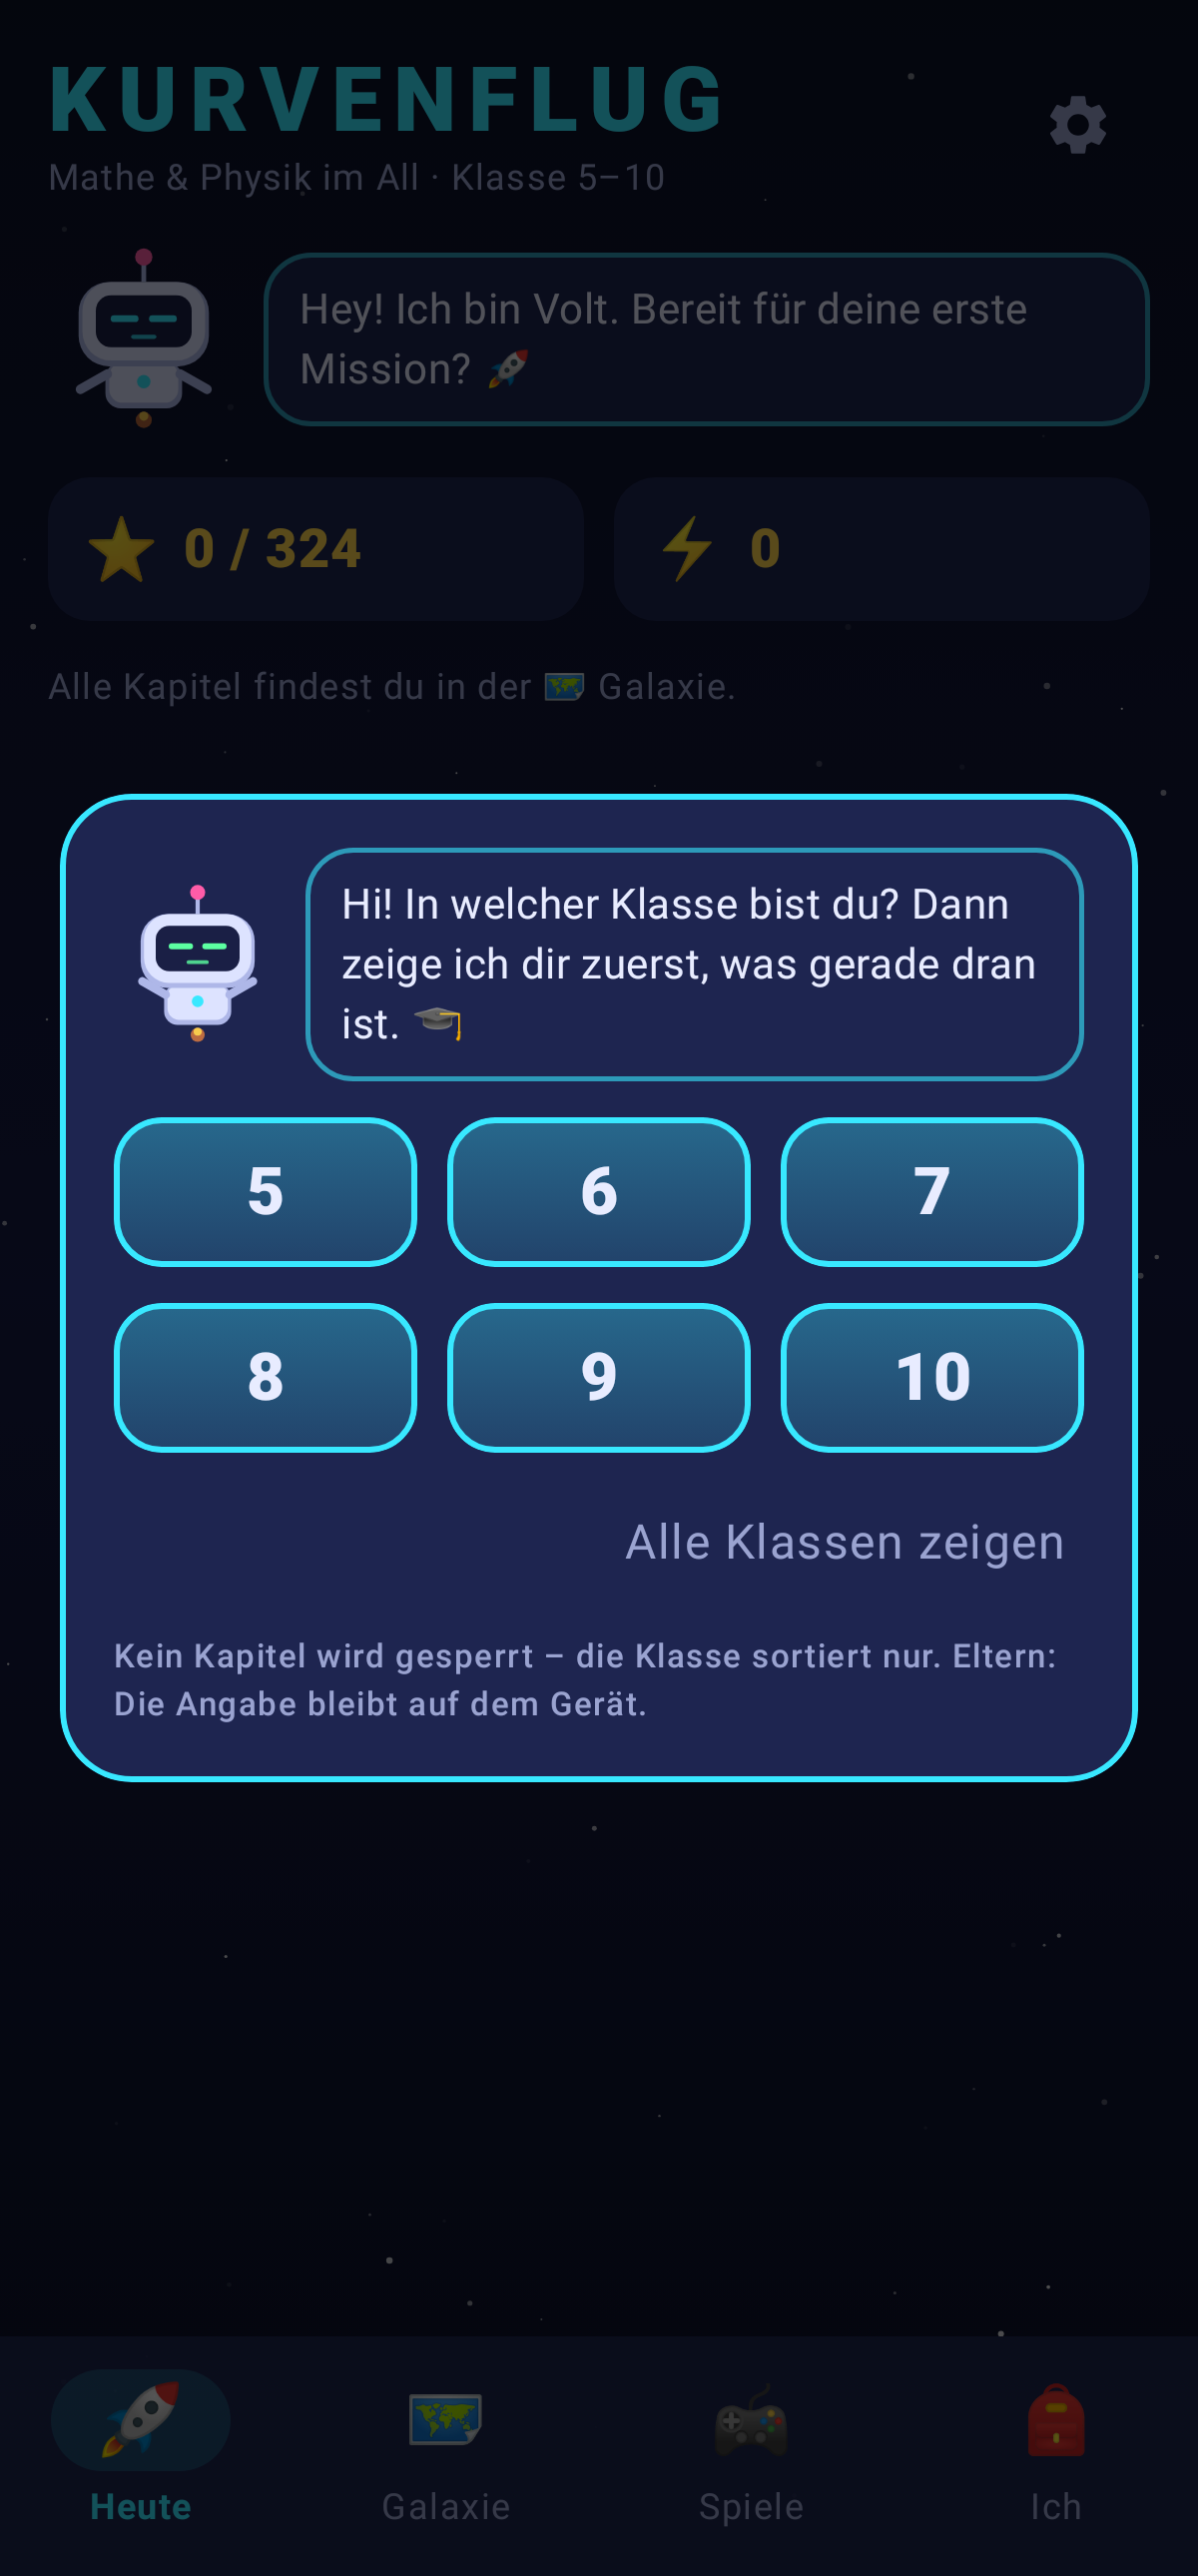 KURVENFLUG
Mathe & Physik im All · Klasse 5–10
Hey! Ich bin Volt. Bereit für deine erste
Mission? 🚀
0 / 324
0
Alle Kapitel findest du in der 🗺️ Galaxie.
Hi! In welcher Klasse bist du? Dann
zeige ich dir zuerst, was gerade dran
ist. 🎓
5 6 7
8 9 10
Alle Klassen zeigen
Kein Kapitel wird gesperrt – die Klasse sortiert nur. Eltern:
Die Angabe bleibt auf dem Gerät.
Heute Galaxie Spiele Ich